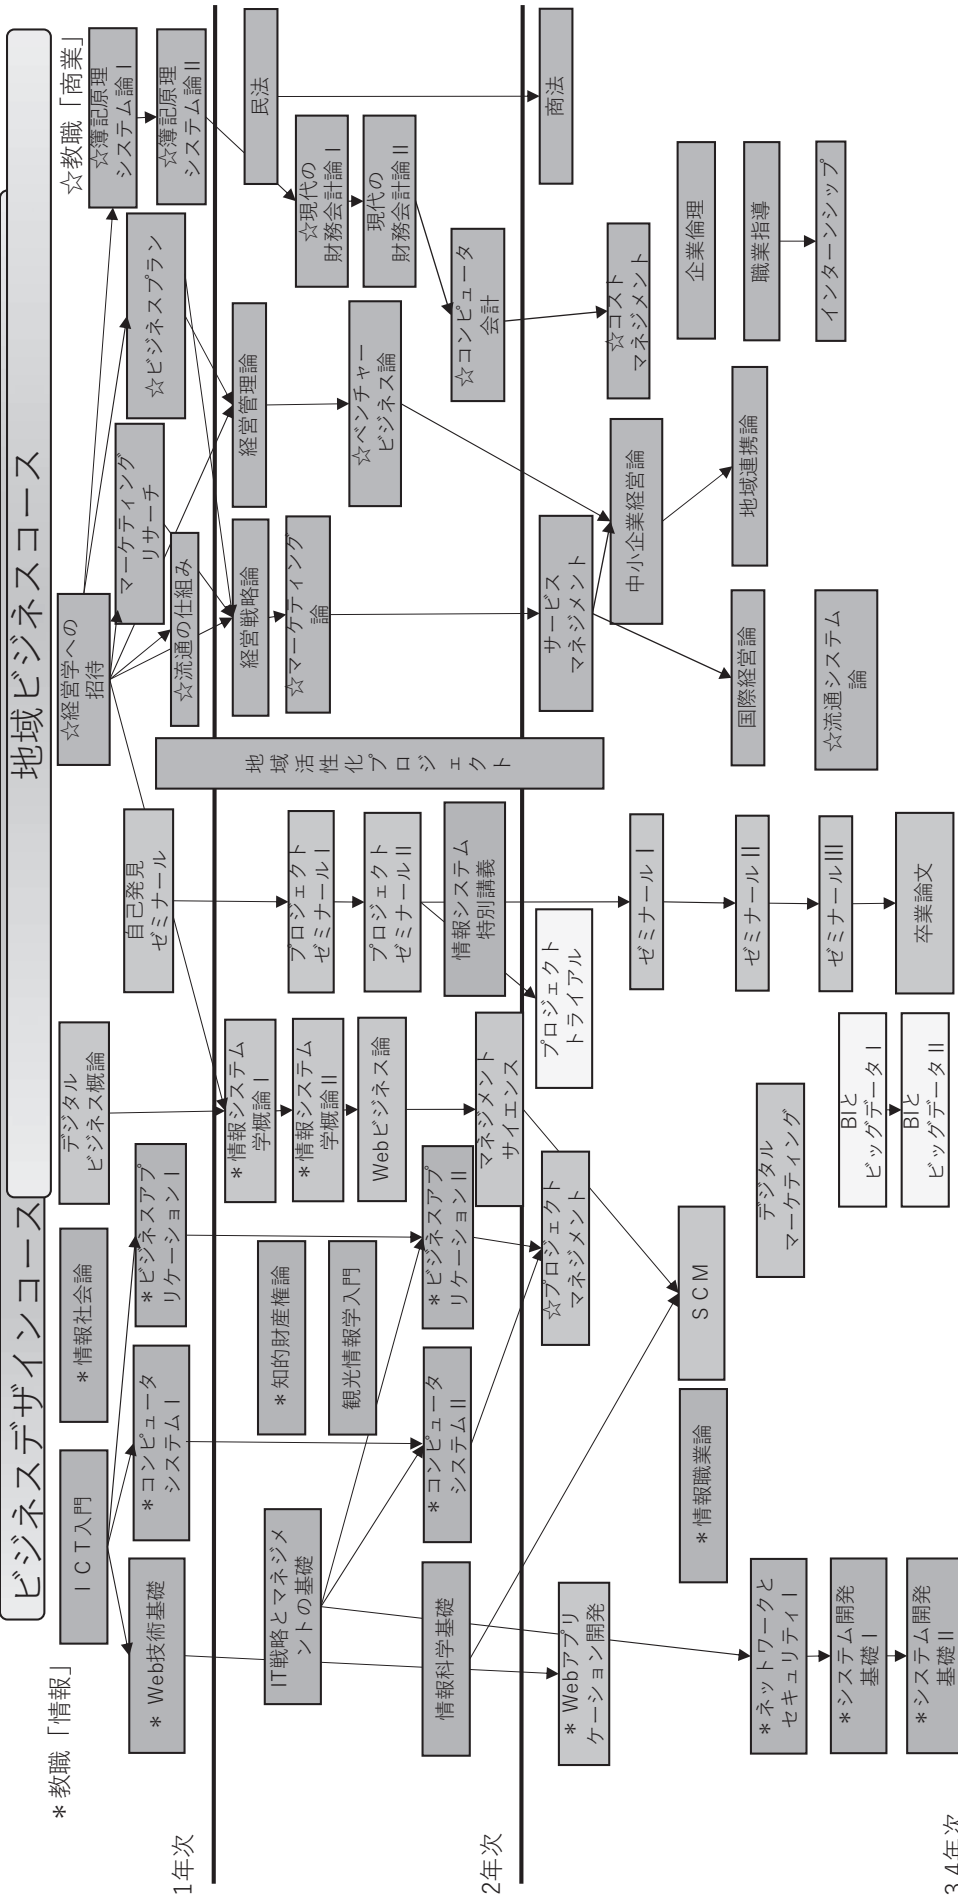 ビジネスデザインコース
地域ビジネスコース
＊教職「情報」
☆教職「商業」
ＩＣＴ入門
＊情報社会論
デジタル
ビジネス概論
☆経営学への
招待
☆簿記原理
システム論Ⅰ
＊Web技術基礎
＊コンピュータ
システムⅠ
＊ビジネスアプ
リケーションⅠ
自己発見
ゼミナール
マーケティング
リサーチ
☆ビジネスプラン
☆簿記原理
システム論Ⅱ
☆流通の仕組み
1年次
地域活性化プロジェクト
IT戦略とマネジメ
ントの基礎
＊知的財産権論
＊情報システム
学概論Ⅰ
プロジェクト
ゼミナールⅠ
経営戦略論
経営管理論
民法
観光情報学入門
＊情報システム
学概論Ⅱ
☆マーケティング
論
☆現代の
財務会計論Ⅰ
Webビジネス論
プロジェクト
ゼミナールⅡ
☆ベンチャー
ビジネス論
現代の
財務会計論Ⅱ
情報科学基礎
＊コンピュータ
システムⅡ
＊ビジネスアプ
リケーションⅡ
マネジメント
サイエンス
情報システム
特別講義
☆コンピュータ
会計
2年次
＊Webアプリ
ケーション開発
☆プロジェクト
マネジメント
プロジェクト
トライアル
サービス
マネジメント
商法
ゼミナールⅠ
中小企業経営論
☆コスト
マネジメント
＊情報職業論
ＳＣＭ
企業倫理
＊ネットワークと
セキュリティⅠ
デジタル
マーケティング
ゼミナールⅡ
国際経営論
地域連携論
職業指導
＊システム開発
基礎Ⅰ
BIと
ビッグデータⅠ
ゼミナールⅢ
☆流通システム
論
インターンシップ
＊システム開発
基礎Ⅱ
BIと
ビッグデータⅡ
卒業論文
3,4年次